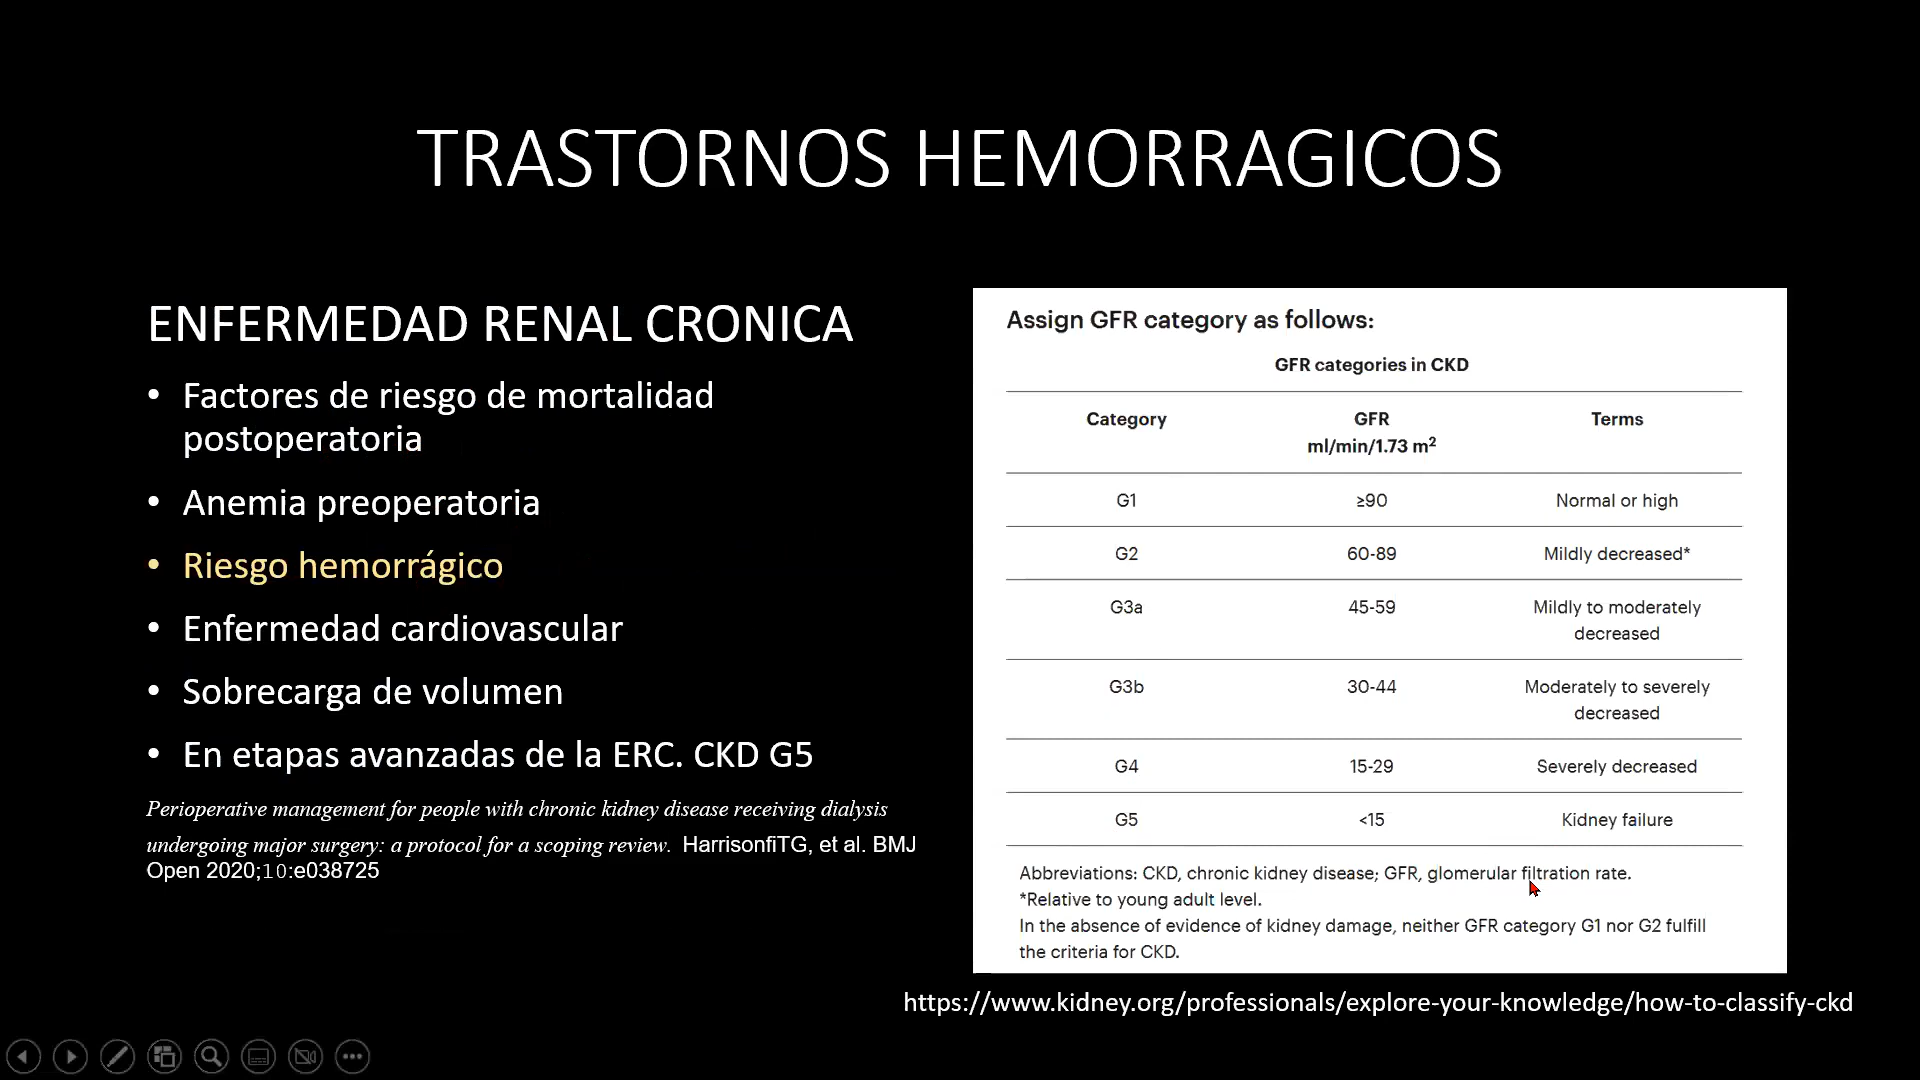 TRASTORNOS HEMORRAGICOS
ENFERMEDAD RENAL CRONICA
• Factores de riesgo de mortalidad
postoperatoria
• Anemia preoperatoria
• Riesgo hemorrágico
• Enfermedad cardiovascular
• Sobrecarga de volumen
• En etapas avanzadas de la ERC. CKD G5
Perioperative management for people with chronic kidney disease receiving dialysis
undergoing major surgery: a protocol for a scoping review. HarrisonfiTG, et al. BMJ
Open 2020;10:e038725
Assign GFR category as follows:
GFR categories in CKD
Category GFR Terms
ml/min/1.73 m²
G1 ≥90 Normal or high
G2 60-89 Mildly decreased*
G3a 45-59 Mildly to moderately
decreased
G3b 30-44 Moderately to severely
decreased
G4 15-29 Severely decreased
G5 <15 Kidney failure
Abbreviations: CKD, chronic kidney disease; GFR, glomerular filtration rate.
*Relative to young adult level.
In the absence of evidence of kidney damage, neither GFR category G1 nor G2 fulfill
the criteria for CKD.
https://www.kidney.org/professionals/explore-your-knowledge/how-to-classify-ckd